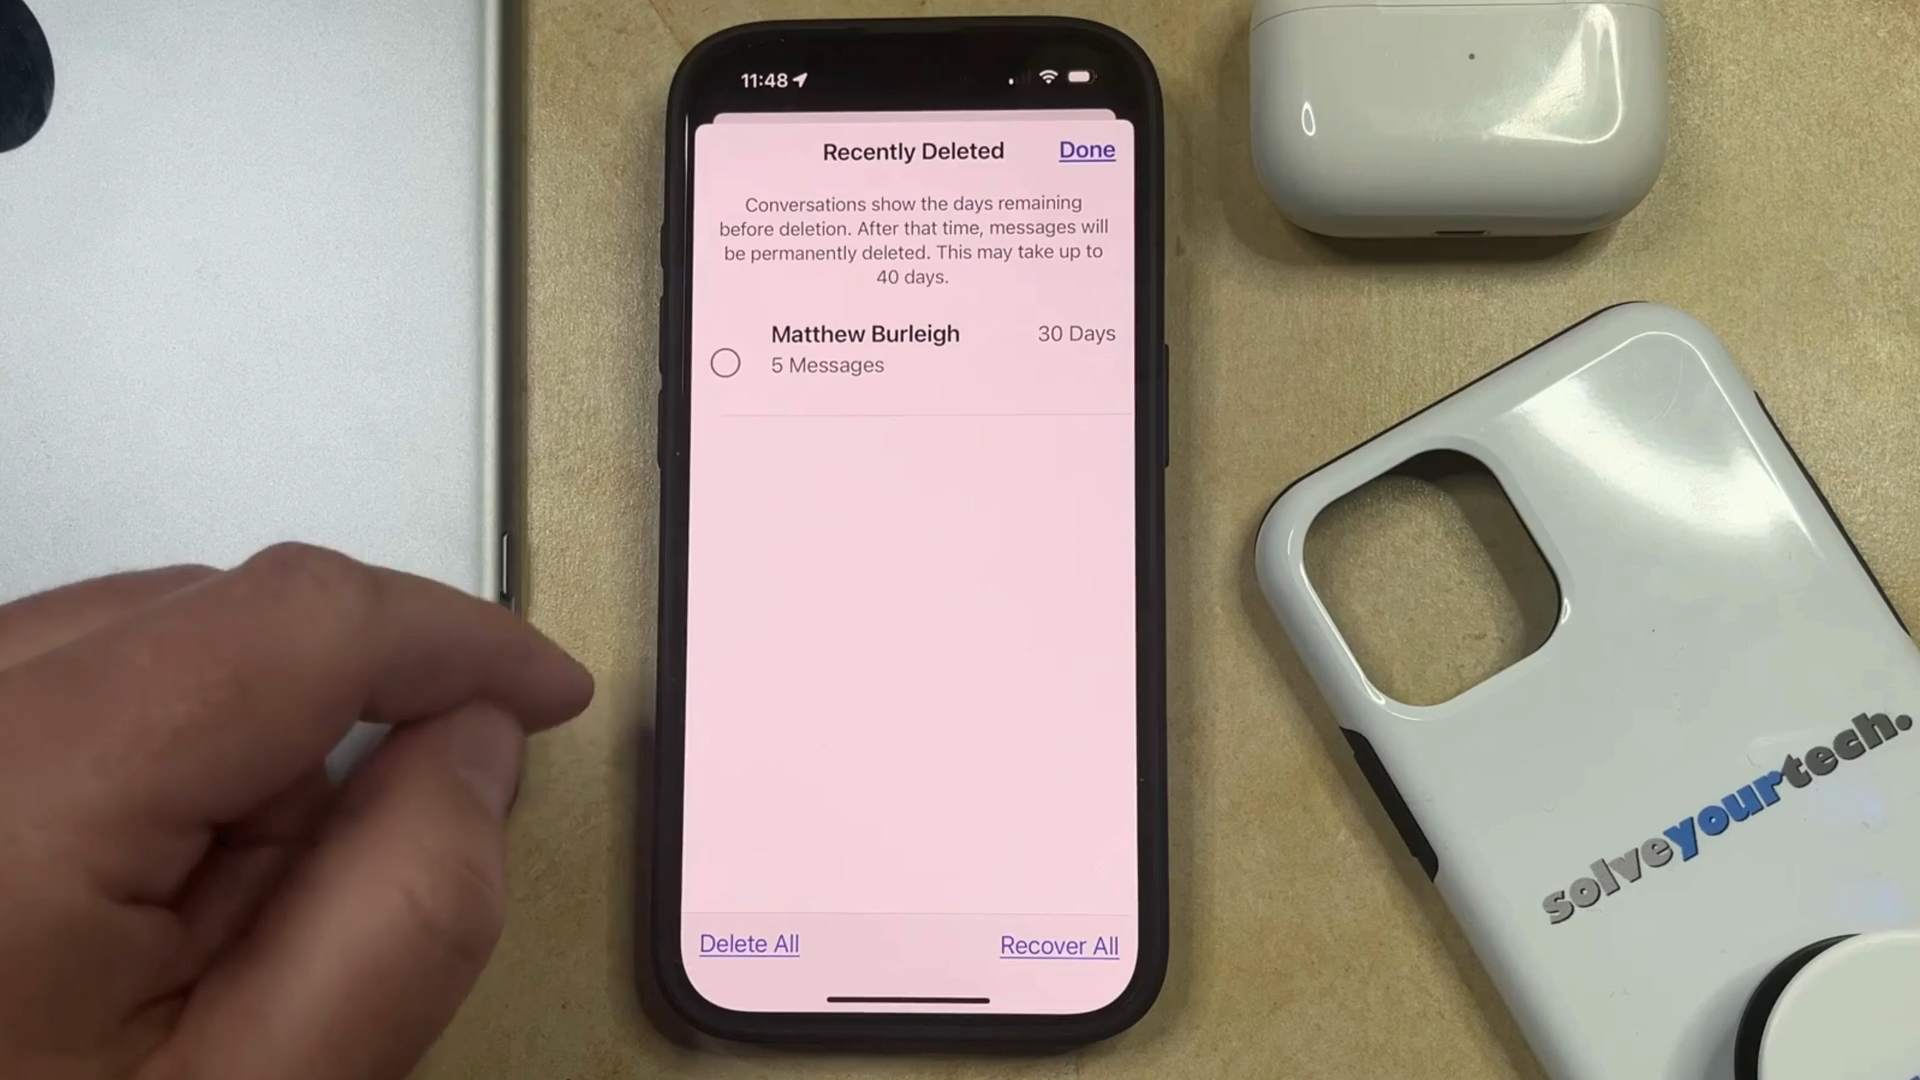 11:48
Recently Deleted
Done
Conversations show the days remaining
before deletion. After that time, messages will
be permanently deleted. This may take up to
40 days.
Matthew Burleigh
30 Days
5 Messages
Delete All
Recover All
solveyourtech.